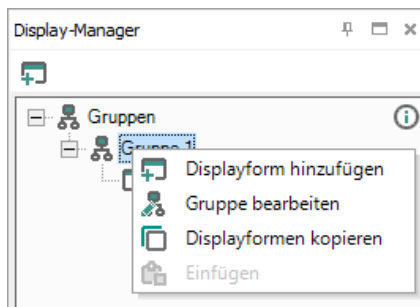 Display-Manager
Gruppen
Gruppe 1
Displayform hinzufügen
Gruppe bearbeiten
Displayformen kopieren
Einfügen